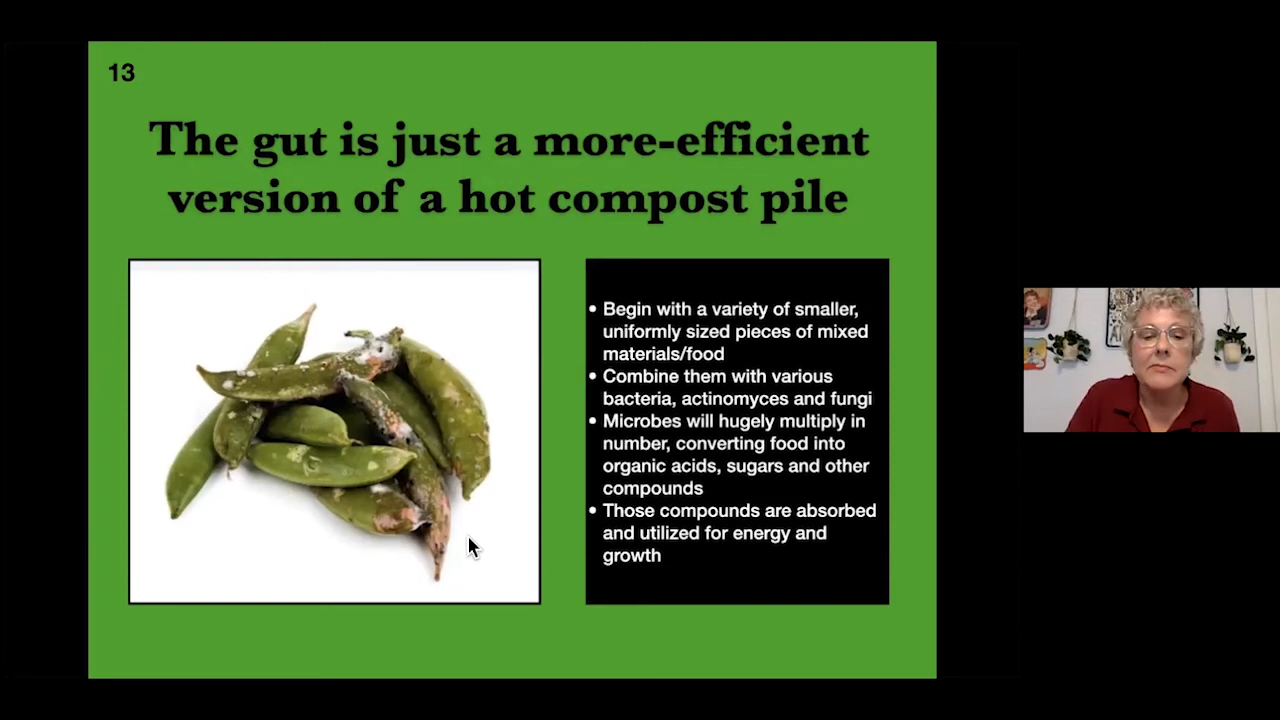 13
The gut is just a more-efficient
version of a hot compost pile
• Begin with a variety of smaller,
uniformly sized pieces of mixed
materials/food
• Combine them with various
bacteria, actinomyces and fungi
• Microbes will hugely multiply in
number, converting food into
organic acids, sugars and other
compounds
• Those compounds are absorbed
and utilized for energy and
growth